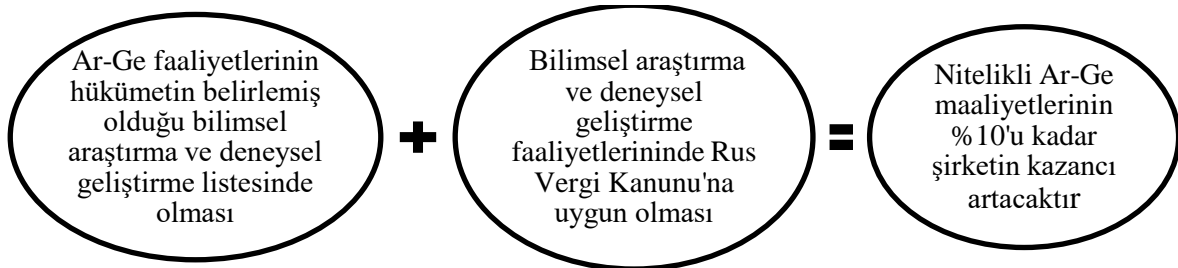 Ar-Ge faaliyetlerinin
hükümetin belirlemiş
olduğu bilimsel
araştırma ve deneysel
geliştirme listesinde
olması
+
Bilimsel araştırma
ve deneysel
geliştirme
faaliyetlerininde Rus
Vergi Kanunu'na
uygun olması
=
Nitelikli Ar-Ge
maaliyetlerinin
%10'u kadar
şirketin kazancı
artacaktır